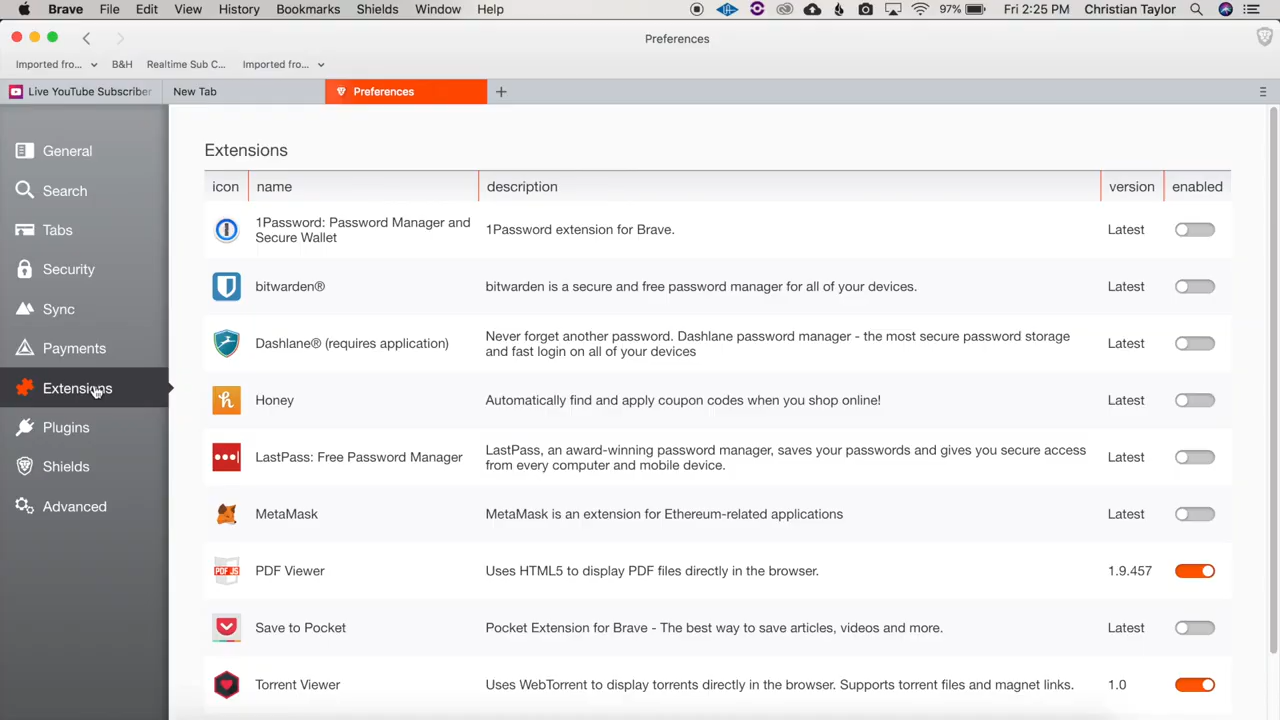 Brave File Edit View History Bookmarks Shields Window Help 97% Fri 2:25 PM Christian Taylor
Preferences
Imported fro... B&H Realtime Sub C... Imported fro...
Live YouTube Subscriber New Tab Preferences
General
Search
Tabs
Security
Sync
Payments
Extensions
Plugins
Shields
Advanced
Extensions
icon name description version enabled
1Password: Password Manager and
Secure Wallet
1Password extension for Brave.
Latest
bitwarden® bitwarden is a secure and free password manager for all of your devices. Latest
Dashlane® (requires application)
Never forget another password. Dashlane password manager - the most secure password storage
and fast login on all of your devices
Latest
Honey Automatically find and apply coupon codes when you shop online! Latest
LastPass: Free Password Manager
LastPass, an award-winning password manager, saves your passwords and gives you secure access
from every computer and mobile device.
Latest
MetaMask MetaMask is an extension for Ethereum-related applications Latest
PDF JS PDF Viewer Uses HTML5 to display PDF files directly in the browser. 1.9.457
Save to Pocket Pocket Extension for Brave - The best way to save articles, videos and more. Latest
Torrent Viewer Uses WebTorrent to display torrents directly in the browser. Supports torrent files and magnet links. 1.0